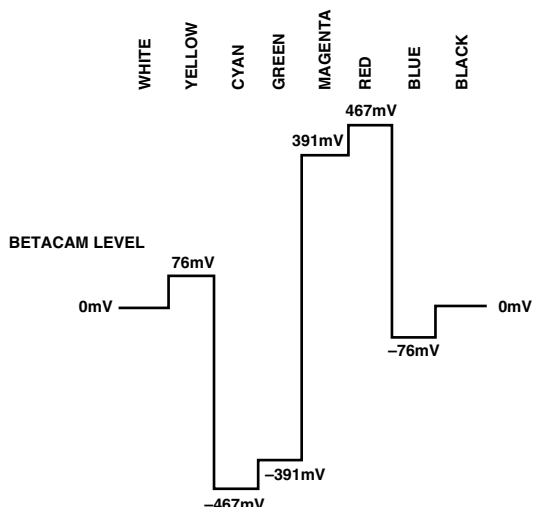 WHITE
YELLOW
CYAN
GREEN
MAGENTA
RED
BLUE
BLACK
467mV
391mV
BETACAM LEVEL
76mV
0mV
0mV
–76mV
–391mV
–467mV